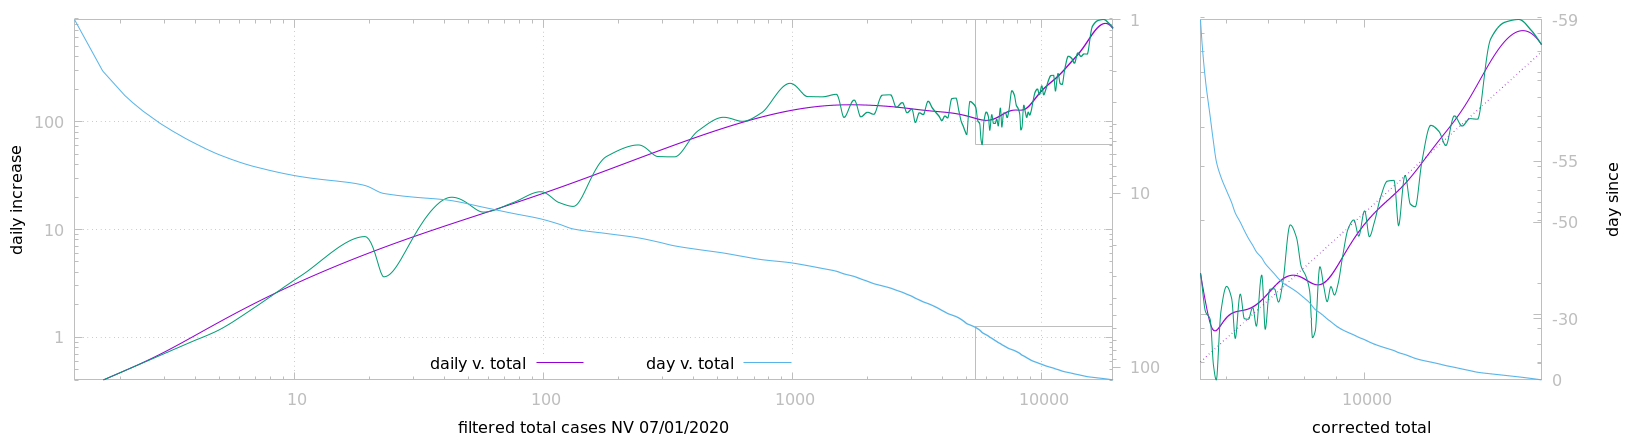 daily increase
100
10
1
10
100
1000
10000
filtered total cases NV 07/01/2020
daily v. total
day v. total
1
10
100
10000
corrected total
-59
-55
-50
-30
0
day since